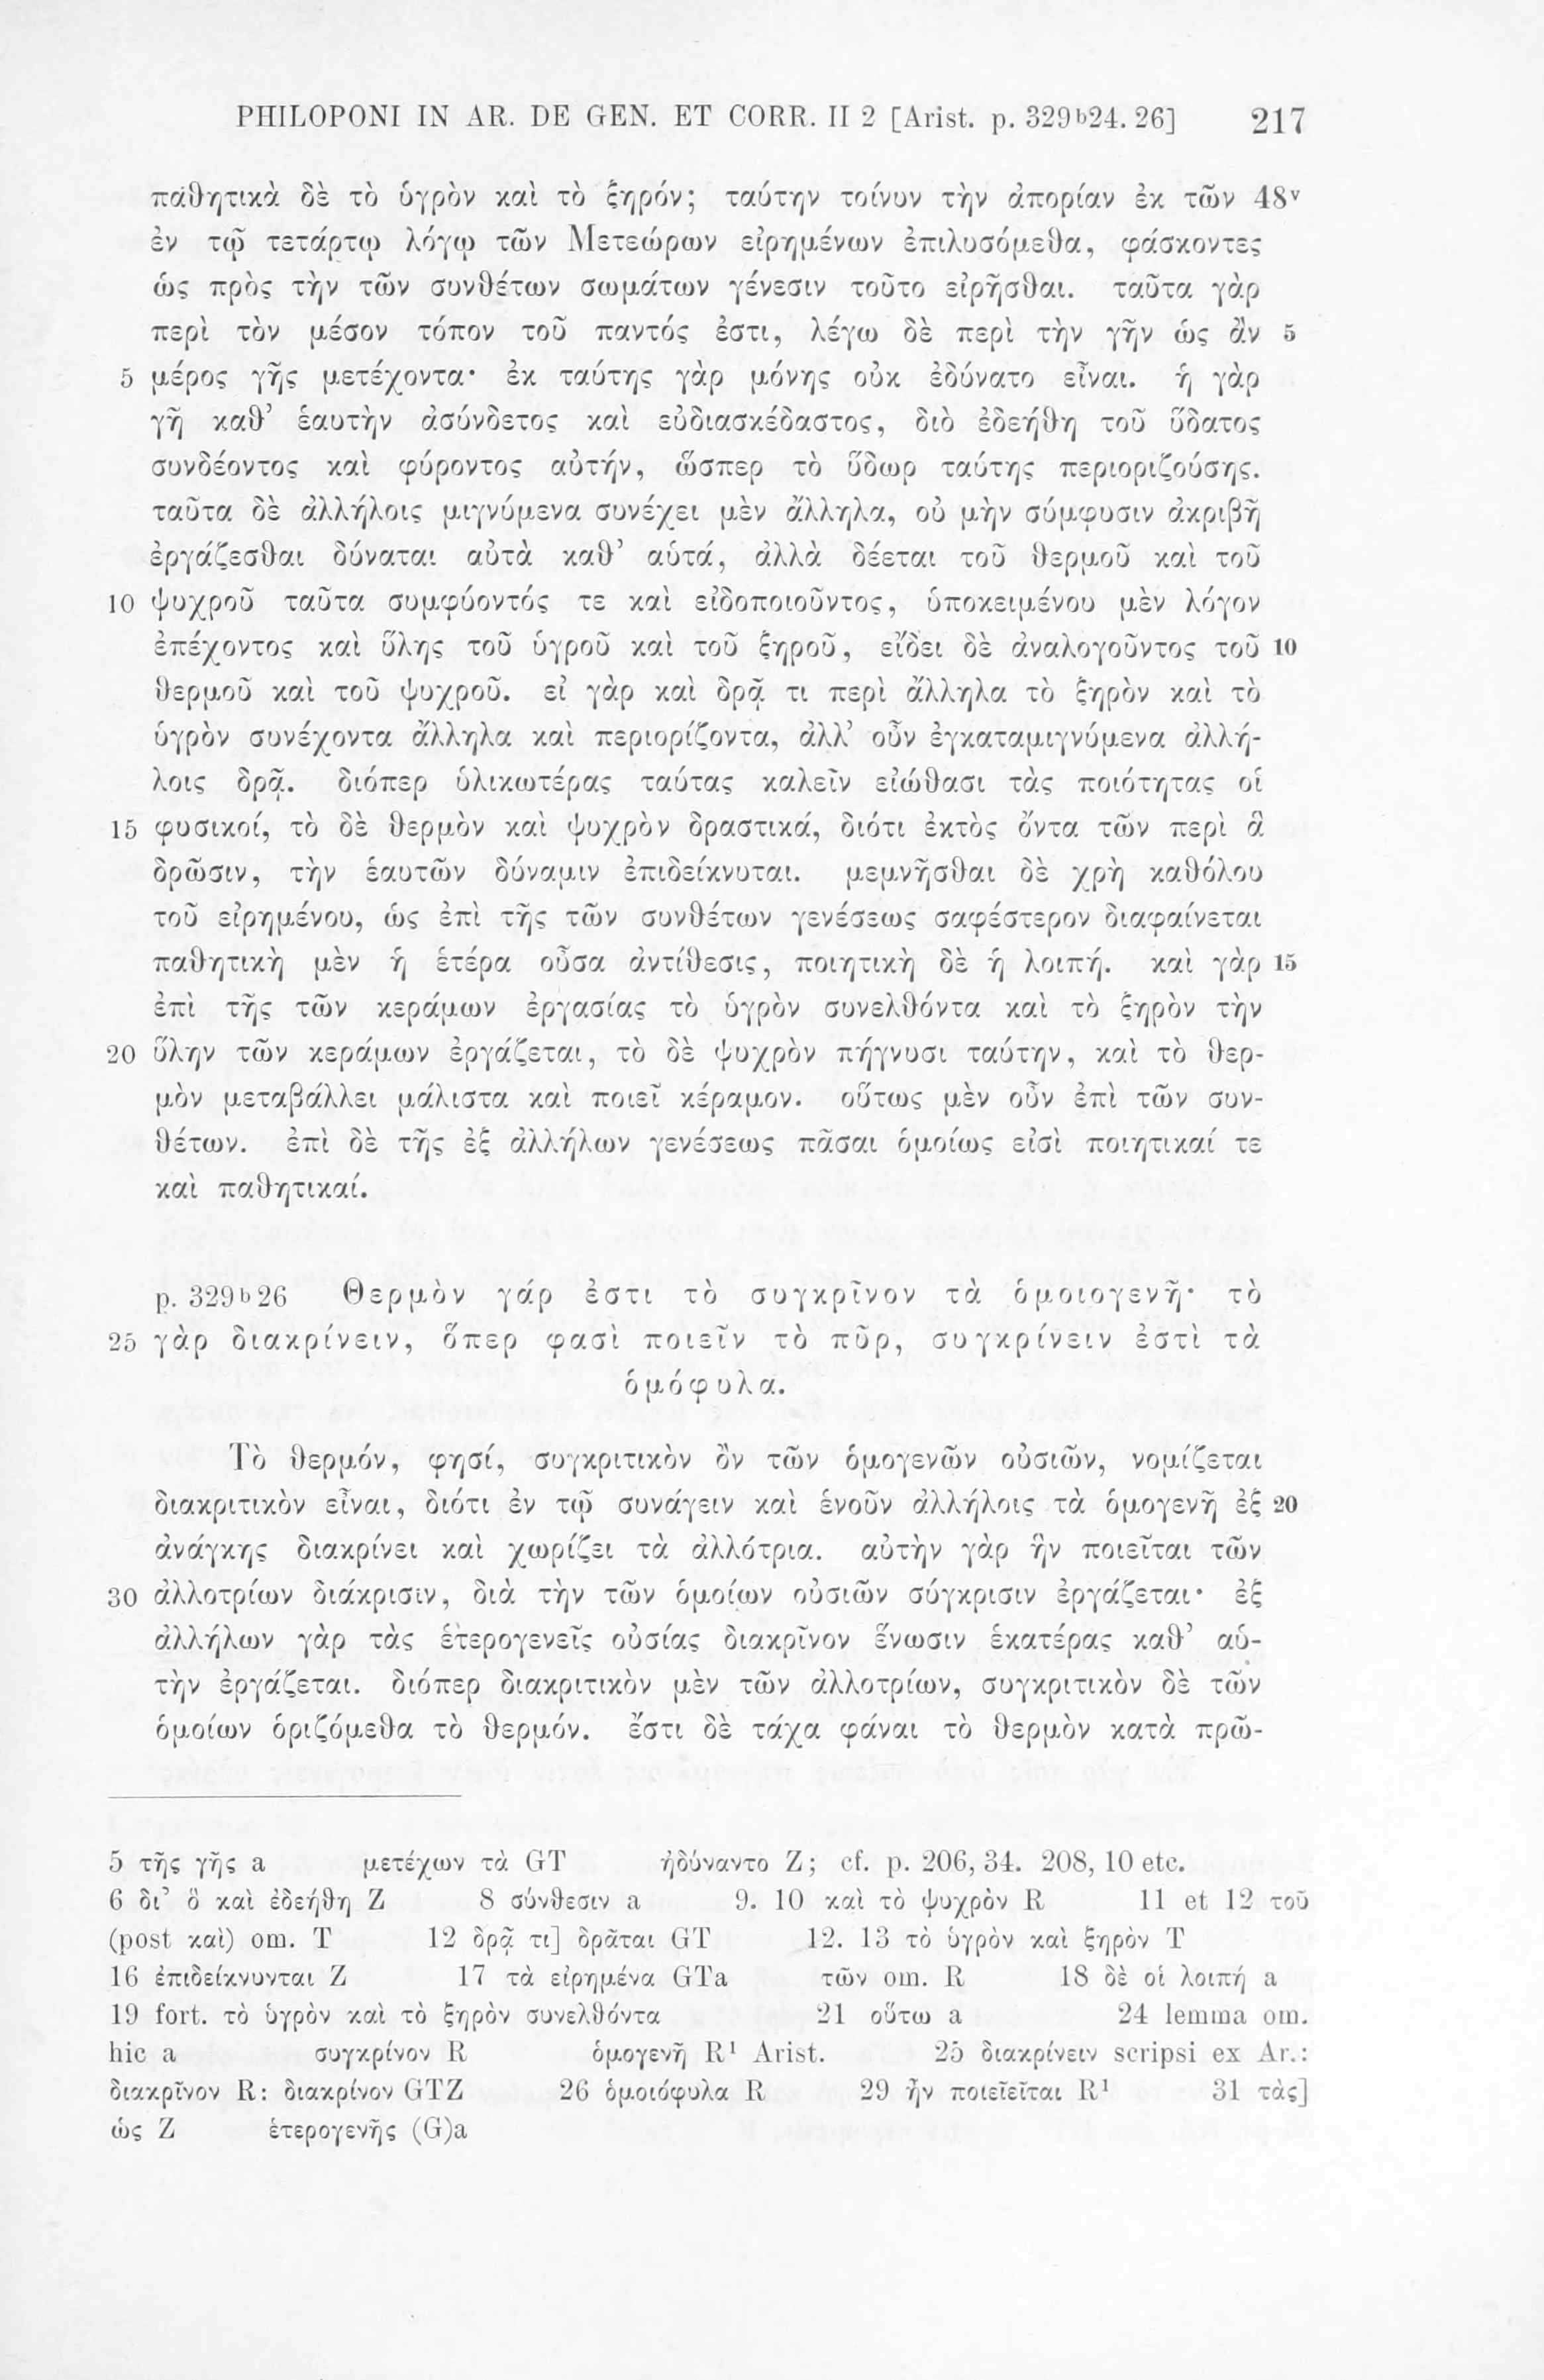 PHILOPONI IN AR. DE GEN. ET CORR. II 2 [Arist. p. 329b24. 26] 217
παθητικὰ δὲ τὸ ὑγρὸν καὶ τὸ ξηρόν; ταύτην τοίνυν τὴν ἀπορίαν ἐκ τῶν 48v
ἐν τῷ τετάρτῳ λόγῳ τῶν Μετεώρων εἰρημένων ἐπιλυσόμεθα, φάσκοντες
ὡς πρὸς τὴν τῶν συνθέτων σωμάτων γένεσιν τοῦτο εἰρῆσθαι. ταῦτα γὰρ
περὶ τὸν μέσον τόπον τοῦ παντός ἐστι, λέγω δὲ περὶ τὴν γῆν ὡς ἂν 5
5 μέρος γῆς μετέχοντα· ἐκ ταύτης γὰρ μόνης οὐκ ἐδύνατο εἶναι. ἡ γὰρ
γῆ καθ’ ἑαυτὴν ἀσύνδετος καὶ εὐδιασκέδαστος, διὸ ἐδεήθη τοῦ ὕδατος
συνδέοντος καὶ φύροντος αὐτήν, ὥσπερ τὸ ὕδωρ ταύτης περιοριζούσης.
ταῦτα δὲ ἀλλήλοις μιγνύμενα συνέχει μὲν ἄλληλα, οὐ μὴν σύμφυσιν ἀκριβῆ
ἐργάζεσθαι δύναται αὐτὰ καθ’ αὑτά, ἀλλὰ δέεται τοῦ θερμοῦ καὶ τοῦ
10 ψυχροῦ ταῦτα συμφύοντός τε καὶ εἰδοποιοῦντος, ὑποκειμένου μὲν λόγον
ἐπέχοντος καὶ ὕλης τοῦ ὑγροῦ καὶ τοῦ ξηροῦ, εἴδει δὲ ἀναλογοῦντος τοῦ 10
θερμοῦ καὶ τοῦ ψυχροῦ. εἰ γὰρ καὶ δρᾷ τι περὶ ἄλληλα τὸ ξηρὸν καὶ τὸ
ὑγρὸν συνέχοντα ἄλληλα καὶ περιορίζοντα, ἀλλ’ οὖν ἐγκαταμιγνύμενα ἀλλή-
λοις δρᾷ. διόπερ ὑλικωτέρας ταύτας καλεῖν εἰώθασι τὰς ποιότητας οἱ
15 φυσικοί, τὸ δὲ θερμὸν καὶ ψυχρὸν δραστικά, διότι ἐκτὸς ὄντα τῶν περὶ ἃ
δρῶσιν, τὴν ἑαυτῶν δύναμιν ἐπιδείκνυται. μεμνῆσθαι δὲ χρὴ καθόλου
τοῦ εἰρημένου, ὡς ἐπὶ τῆς τῶν συνθέτων γενέσεως σαφέστερον διαφαίνεται
παθητικὴ μὲν ἡ ἑτέρα οὖσα ἀντίθεσις, ποιητικὴ δὲ ἡ λοιπή. καὶ γὰρ 15
ἐπὶ τῆς τῶν κεράμων ἐργασίας τὸ ὑγρὸν συνελθόντα καὶ τὸ ξηρὸν τὴν
20 ὕλην τῶν κεράμων ἐργάζεται, τὸ δὲ ψυχρὸν πήγνυσι ταύτην, καὶ τὸ θερ-
μὸν μεταβάλλει μάλιστα καὶ ποιεῖ κέραμον. οὕτως μὲν οὖν ἐπὶ τῶν συν-
θέτων. ἐπὶ δὲ τῆς ἐξ ἀλλήλων γενέσεως πᾶσαι ὁμοίως εἰσὶ ποιητικαί τε
καὶ παθητικαί.
p. 329b26 Θερμὸν γάρ ἐστι τὸ συγκρῖνον τὰ ὁμοιογενῆ· τὸ
25 γὰρ διακρίνειν, ὅπερ φασὶ ποιεῖν τὸ πῦρ, συγκρίνειν ἐστὶ τὰ
ὁμόφυλα.
Τὸ θερμόν, φησί, συγκριτικὸν ὂν τῶν ὁμογενῶν οὐσιῶν, νομίζεται
διακριτικὸν εἶναι, διότι ἐν τῷ συνάγειν καὶ ἑνοῦν ἀλλήλοις τὰ ὁμογενῆ ἐξ 20
ἀνάγκης διακρίνει καὶ χωρίζει τὰ ἀλλότρια. αὐτὴν γὰρ ἣν ποιεῖται τῶν
30 ἀλλοτρίων διάκρισιν, διὰ τὴν τῶν ὁμοίων οὐσιῶν σύγκρισιν ἐργάζεται· ἐξ
ἀλλήλων γὰρ τὰς ἑτερογενεῖς οὐσίας διακρῖνον ἕνωσιν ἑκατέρας καθ’ αὑ-
τὴν ἐργάζεται. διόπερ διακριτικὸν μὲν τῶν ἀλλοτρίων, συγκριτικὸν δὲ τῶν
ὁμοίων ὁριζόμεθα τὸ θερμόν. ἔστι δὲ τάχα φάναι τὸ θερμὸν κατὰ πρῶ-
5 τῆς γῆς a μετέχων τὰ GT ἠδύναντο Z; cf. p. 206, 34. 208, 10 etc.
6 δι’ ὃ καὶ ἐδεήθη Z 8 σύνθεσιν a 9. 10 καὶ τὸ ψυχρὸν R 11 et 12 τοῦ
(post καὶ) om. T 12 δρᾷ τι] δρᾶται GT 12. 13 τὸ ὑγρὸν καὶ ξηρὸν T
16 ἐπιδείκνυνται Z 17 τὰ εἰρημένα GTa τῶν om. R 18 δὲ οἱ λοιπή a
19 fort. τὸ ὑγρὸν καὶ τὸ ξηρὸν συνελθόντα 21 οὕτω a 24 lemma om.
hic a συγκρίνον R ὁμογενῆ R1 Arist. 25 διακρίνειν scripsi ex Ar.:
διακρῖνον R: διακρίνον GTZ 26 ὁμοιόφυλα R 29 ἦν ποιεῖεῖται R1 31 τὰς]
ὡς Z ἑτερογενῆς (G)a